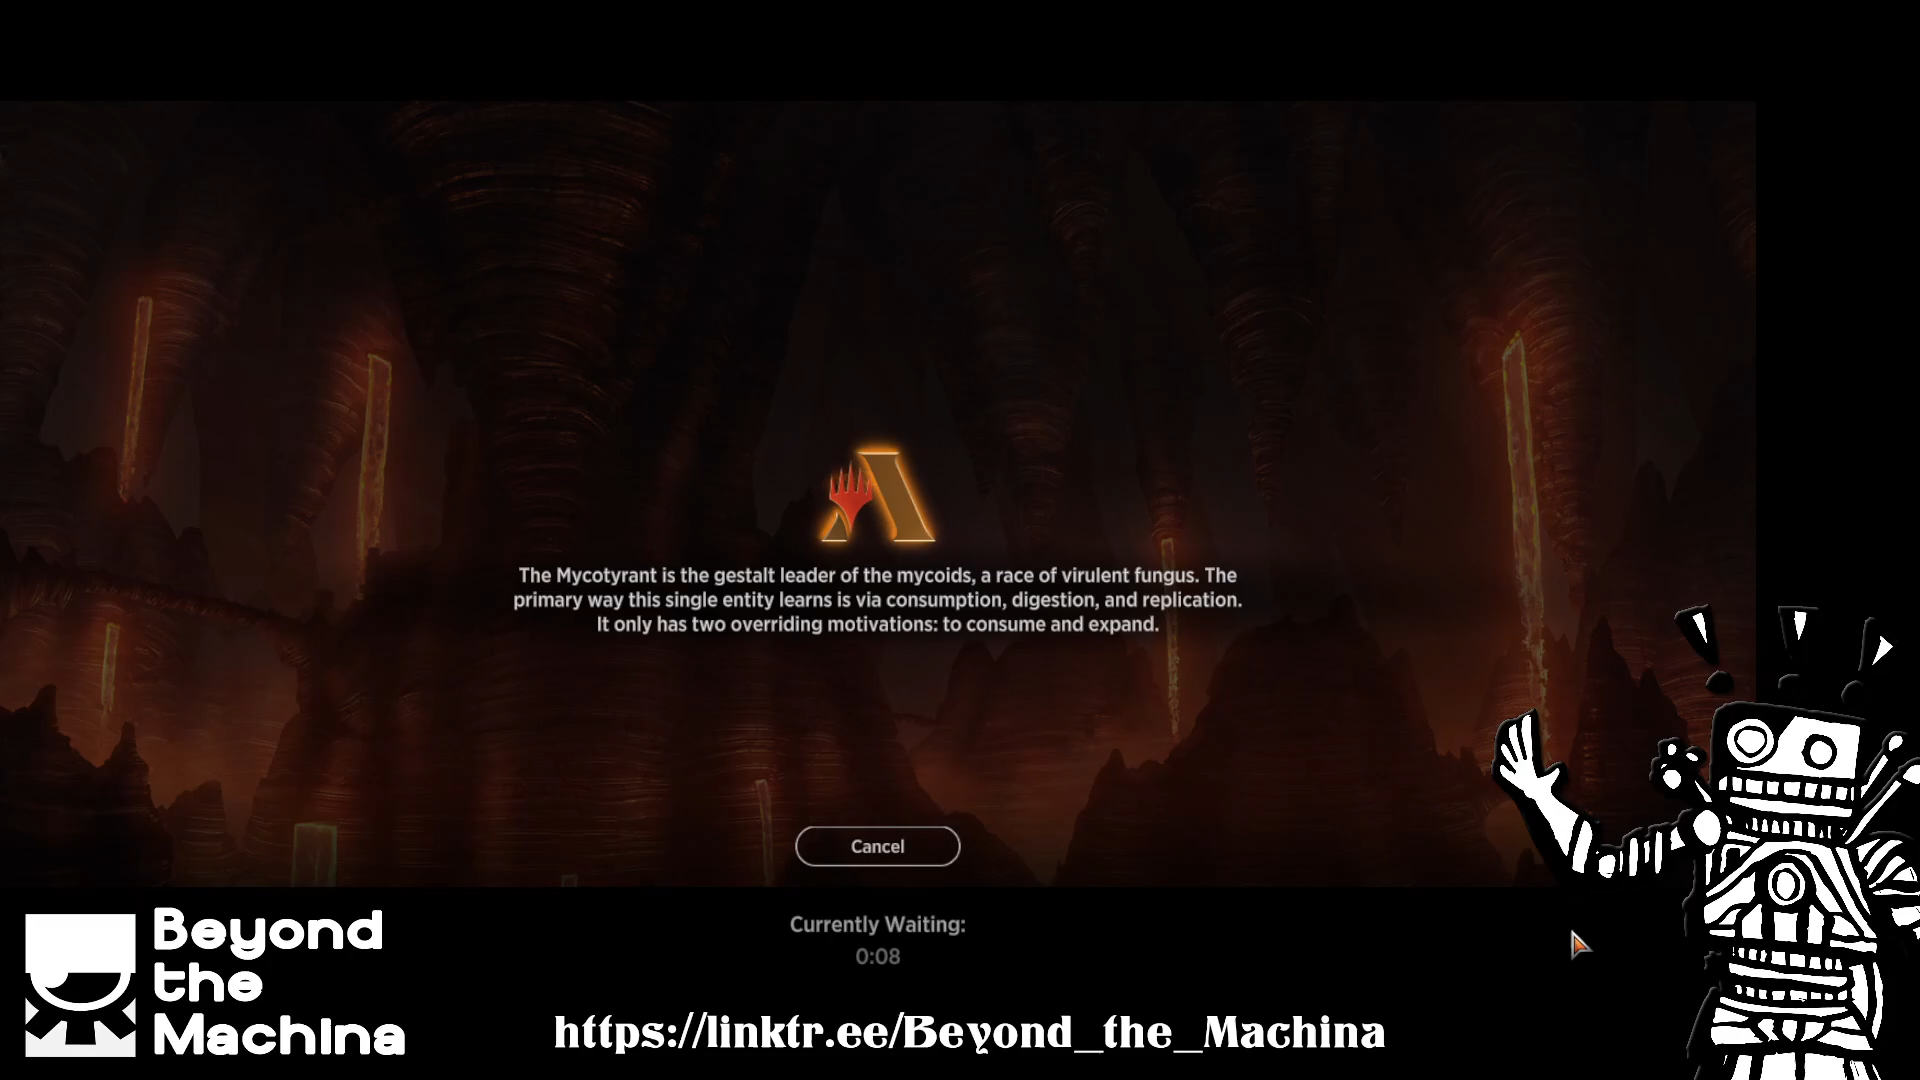 The Mycotyrant is the gestalt leader of the mycoids, a race of virulent fungus. The
primary way this single entity learns is via consumption, digestion, and replication.
It only has two overriding motivations: to consume and expand.
Cancel
Currently Waiting:
0:08
Beyond
the
Machina
https://linktr.ee/Beyond_the_Machina